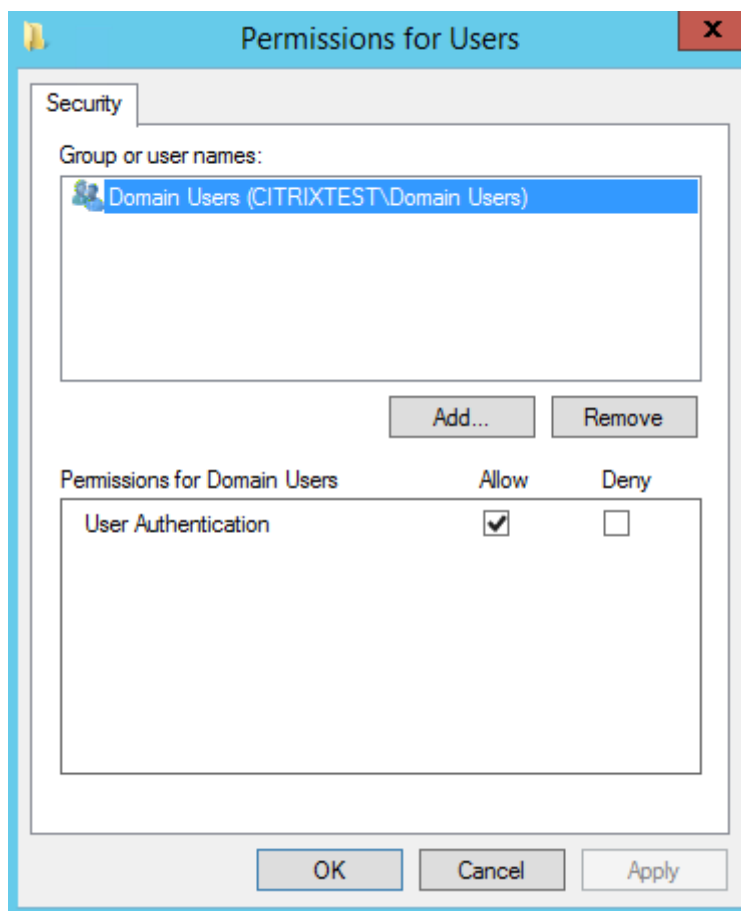 Permissions for Users
x
Security
Group or user names:
Domain Users (CITRIXTEST\Domain Users)
Add... Remove
Permissions for Domain Users Allow Deny
User Authentication
OK Cancel Apply